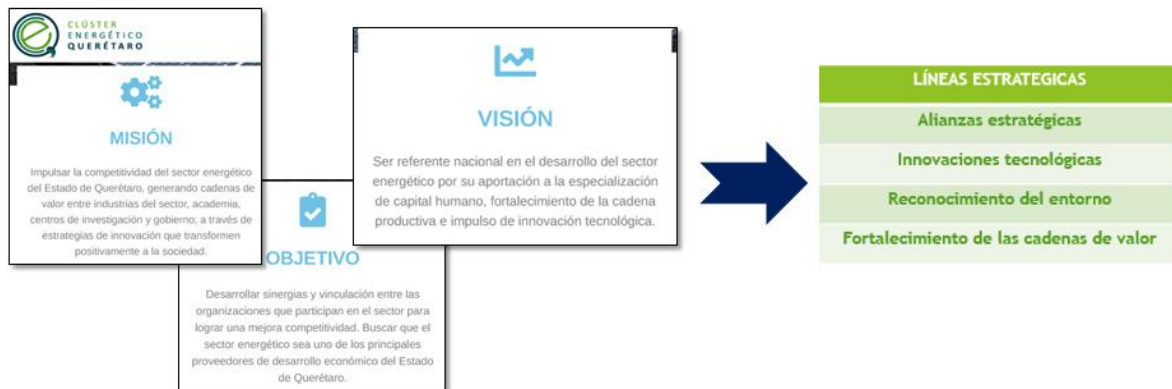 CLÚSTER
ENERGÉTICO
QUERÉTARO
MISIÓN
Impulsar la competitividad del sector energético
del Estado de Querétaro, generando cadenas de
valor entre industrias del sector, academia,
centros de investigación y gobierno; a través de
estrategias de innovación que transformen
positivamente a la sociedad.
OBJETIVO
Desarrollar sinergias y vinculación entre las
organizaciones que participan en el sector para
lograr una mejora competitividad. Buscar que el
sector energético sea uno de los principales
proveedores de desarrollo económico del Estado
de Querétaro.
VISIÓN
Ser referente nacional en el desarrollo del sector
energético por su aportación a la especialización
de capital humano, fortalecimiento de la cadena
productiva e impulso de innovación tecnológica.
LÍNEAS ESTRATEGICAS
Alianzas estratégicas
Innovaciones tecnológicas
Reconocimiento del entorno
Fortalecimiento de las cadenas de valor